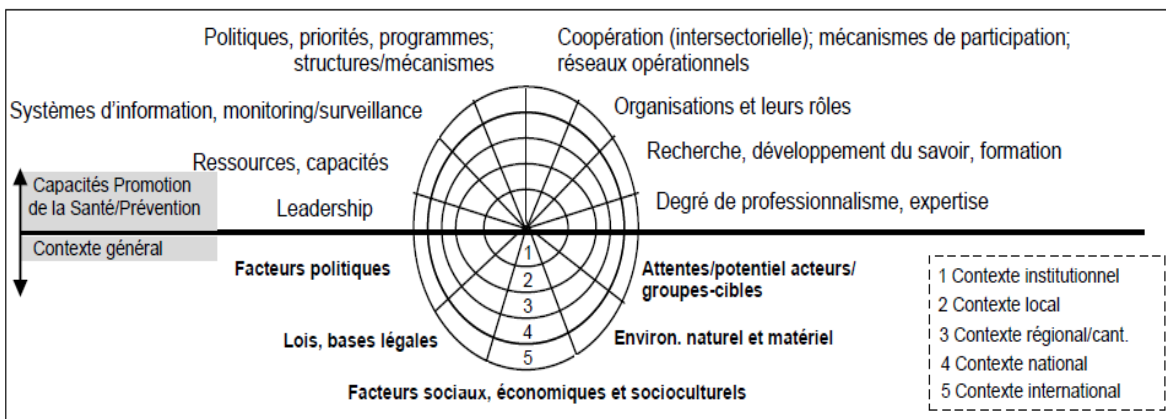 Politiques, priorités, programmes;
structures/mécanismes
Coopération (intersectorielle); mécanismes de participation;
réseaux opérationnels
Systèmes d'information, monitoring/surveillance
Organisations et leurs rôles
Ressources, capacités
Recherche, développement du savoir, formation
Capacités Promotion
de la Santé/Prévention
Leadership
Degré de professionnalisme, expertise
Contexte général
Facteurs politiques
Attentes/potentiel acteurs/
groupes-cibles
Lois, bases légales
Environ. naturel et matériel
Facteurs sociaux, économiques et socioculturels
1
2
3
4
5
1 Contexte institutionnel
2 Contexte local
3 Contexte régional/cant.
4 Contexte national
5 Contexte international